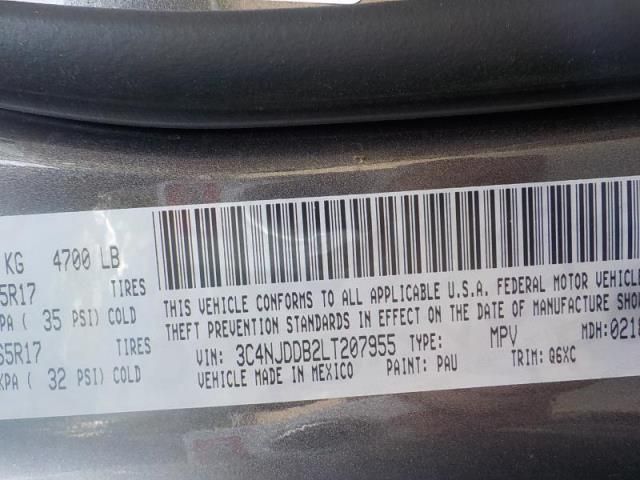 KG 4700 LB
5R17 TIRES
PA ( 35 PSI) COLD
5R17 TIRES
KPA ( 32 PSI) COLD
THIS VEHICLE CONFORMS TO ALL APPLICABLE U.S.A. FEDERAL MOTOR VEHICLE
THEFT PREVENTION STANDARDS IN EFFECT ON THE DATE OF MANUFACTURE SHO
VIN: 3C4NJDDB2LT207955 TYPE: MPV MDH: 0218
VEHICLE MADE IN MEXICO PAINT: PAU TRIM: Q6XC